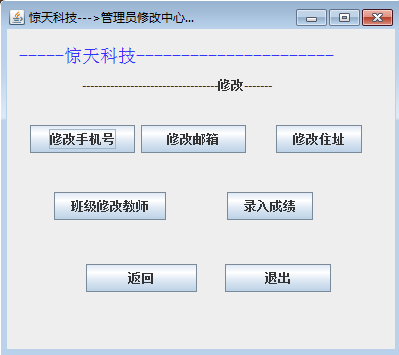 惊天科技--->管理员修改中心...
-----惊天科技----------------------
----------------------------------修改-------
修改手机号 修改邮箱 修改住址
班级修改教师 录入成绩
返回 退出